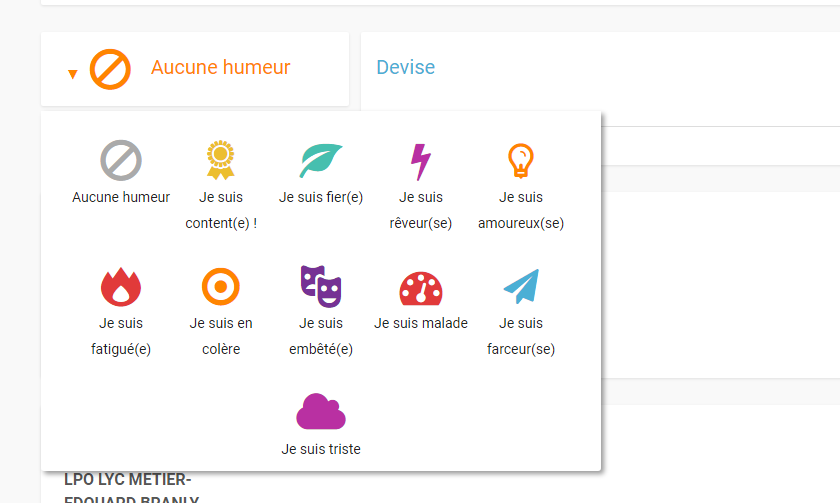 Aucune humeur
Devise
Aucune humeur
Je suis
content(e) !
Je suis fier(e)
Je suis
rêveur(se)
Je suis
amoureux(se)
Je suis
fatigué(e)
Je suis en
colère
Je suis
embêté(e)
Je suis malade
Je suis
farceur(se)
Je suis triste
LPO LYC METIER-
EDOUARD BRANLY